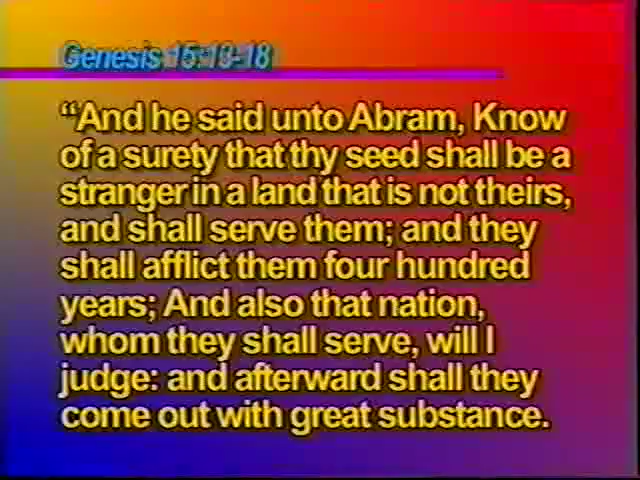 Genesis 15:13-18
“And he said unto Abram, Know
of a surety that thy seed shall be a
stranger in a land that is not theirs,
and shall serve them; and they
shall afflict them four hundred
years; And also that nation,
whom they shall serve, will I
judge: and afterward shall they
come out with great substance.